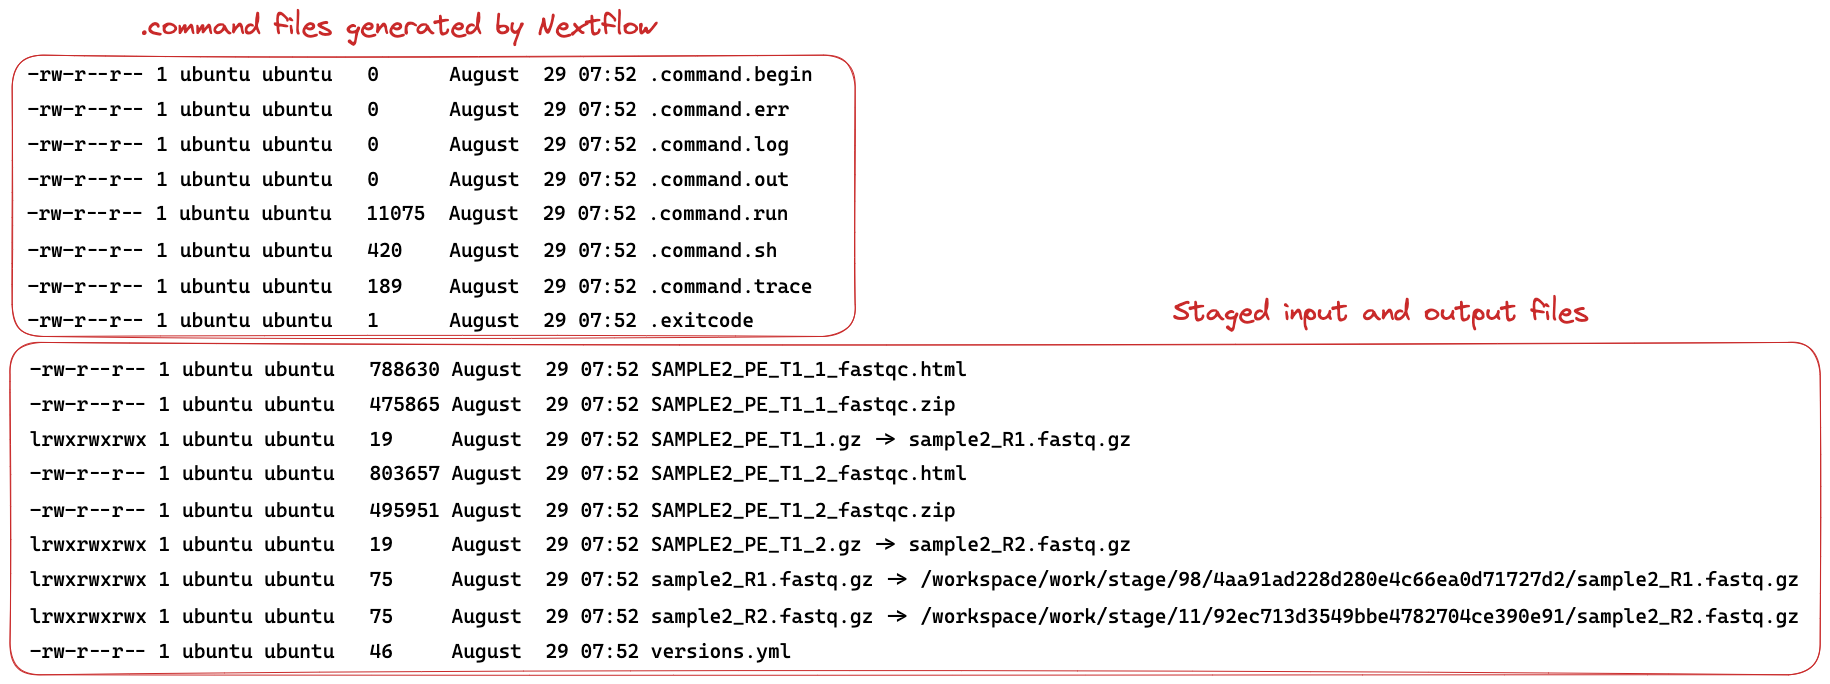 .command files generated by Nextflow
-rw-r--r-- 1 ubuntu ubuntu 0 August 29 07:52 .command.begin
-rw-r--r-- 1 ubuntu ubuntu 0 August 29 07:52 .command.err
-rw-r--r-- 1 ubuntu ubuntu 0 August 29 07:52 .command.log
-rw-r--r-- 1 ubuntu ubuntu 0 August 29 07:52 .command.out
-rw-r--r-- 1 ubuntu ubuntu 11075 August 29 07:52 .command.run
-rw-r--r-- 1 ubuntu ubuntu 420 August 29 07:52 .command.sh
-rw-r--r-- 1 ubuntu ubuntu 189 August 29 07:52 .command.trace
-rw-r--r-- 1 ubuntu ubuntu 1 August 29 07:52 .exitcode
Staged input and output files
-rw-r--r-- 1 ubuntu ubuntu 788630 August 29 07:52 SAMPLE2_PE_T1_1_fastqc.html
-rw-r--r-- 1 ubuntu ubuntu 475865 August 29 07:52 SAMPLE2_PE_T1_1_fastqc.zip
lrwxrwxrwx 1 ubuntu ubuntu 19 August 29 07:52 SAMPLE2_PE_T1_1.gz -> sample2_R1.fastq.gz
-rw-r--r-- 1 ubuntu ubuntu 803657 August 29 07:52 SAMPLE2_PE_T1_2_fastqc.html
-rw-r--r-- 1 ubuntu ubuntu 495951 August 29 07:52 SAMPLE2_PE_T1_2_fastqc.zip
lrwxrwxrwx 1 ubuntu ubuntu 19 August 29 07:52 SAMPLE2_PE_T1_2.gz -> sample2_R2.fastq.gz
lrwxrwxrwx 1 ubuntu ubuntu 75 August 29 07:52 sample2_R1.fastq.gz -> /workspace/work/stage/98/4aa91ad228d280e4c66ea0d71727d2/sample2_R1.fastq.gz
lrwxrwxrwx 1 ubuntu ubuntu 75 August 29 07:52 sample2_R2.fastq.gz -> /workspace/work/stage/11/92ec713d3549bbe4782704ce390e91/sample2_R2.fastq.gz
-rw-r--r-- 1 ubuntu ubuntu 46 August 29 07:52 versions.yml